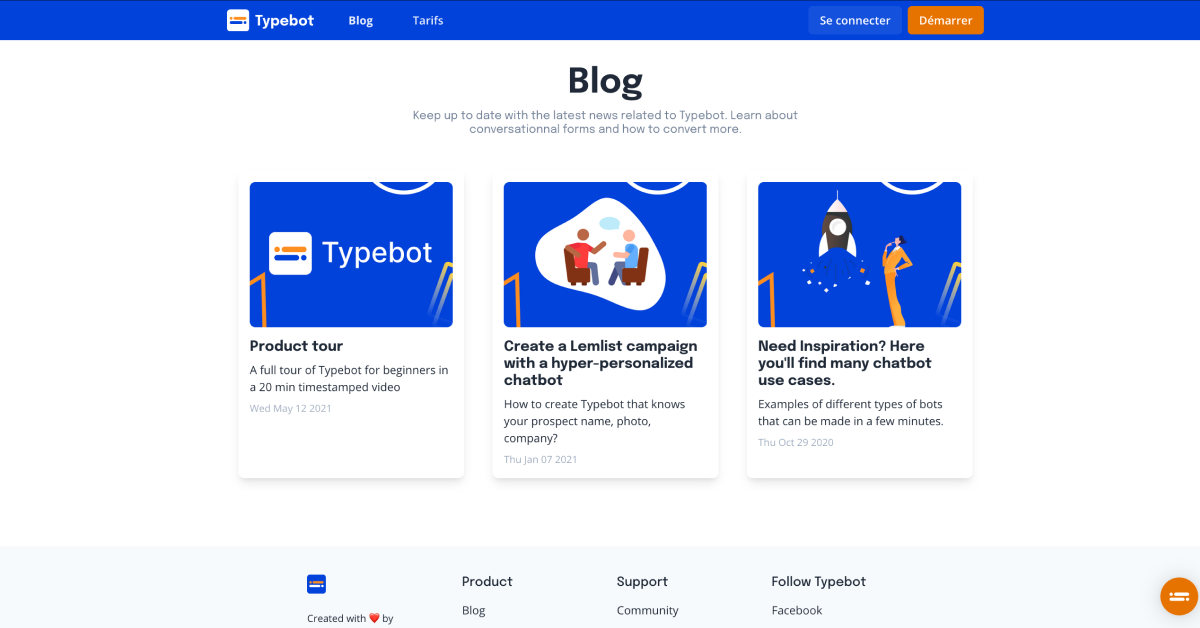 Typebot Blog Tarifs Se connecter Démarrer
Blog
Keep up to date with the latest news related to Typebot. Learn about
conversationnal forms and how to convert more.
Typebot
Product tour
A full tour of Typebot for beginners in
a 20 min timestamped video
Wed May 12 2021
Create a Lemlist campaign
with a hyper-personalized
chatbot
How to create Typebot that knows
your prospect name, photo,
company?
Thu Jan 07 2021
Need Inspiration? Here
you'll find many chatbot
use cases.
Examples of different types of bots
that can be made in a few minutes.
Thu Oct 29 2020
Created with ❤️ by
Product
Blog
Support
Community
Follow Typebot
Facebook